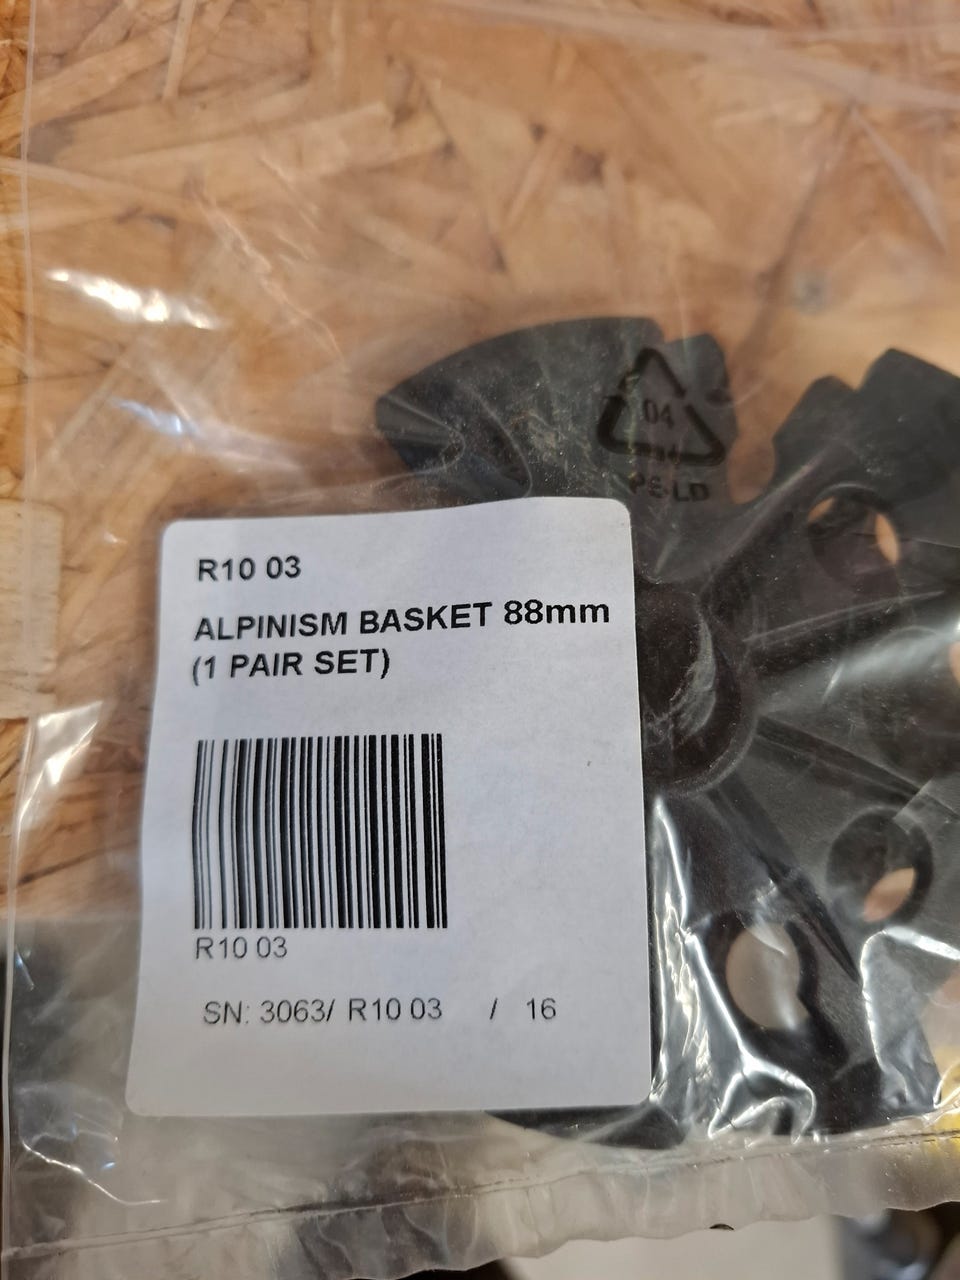 04
PE-LD
R10 03
ALPINISM BASKET 88mm
(1 PAIR SET)
R10 03
SN: 3063/ R10 03 / 16